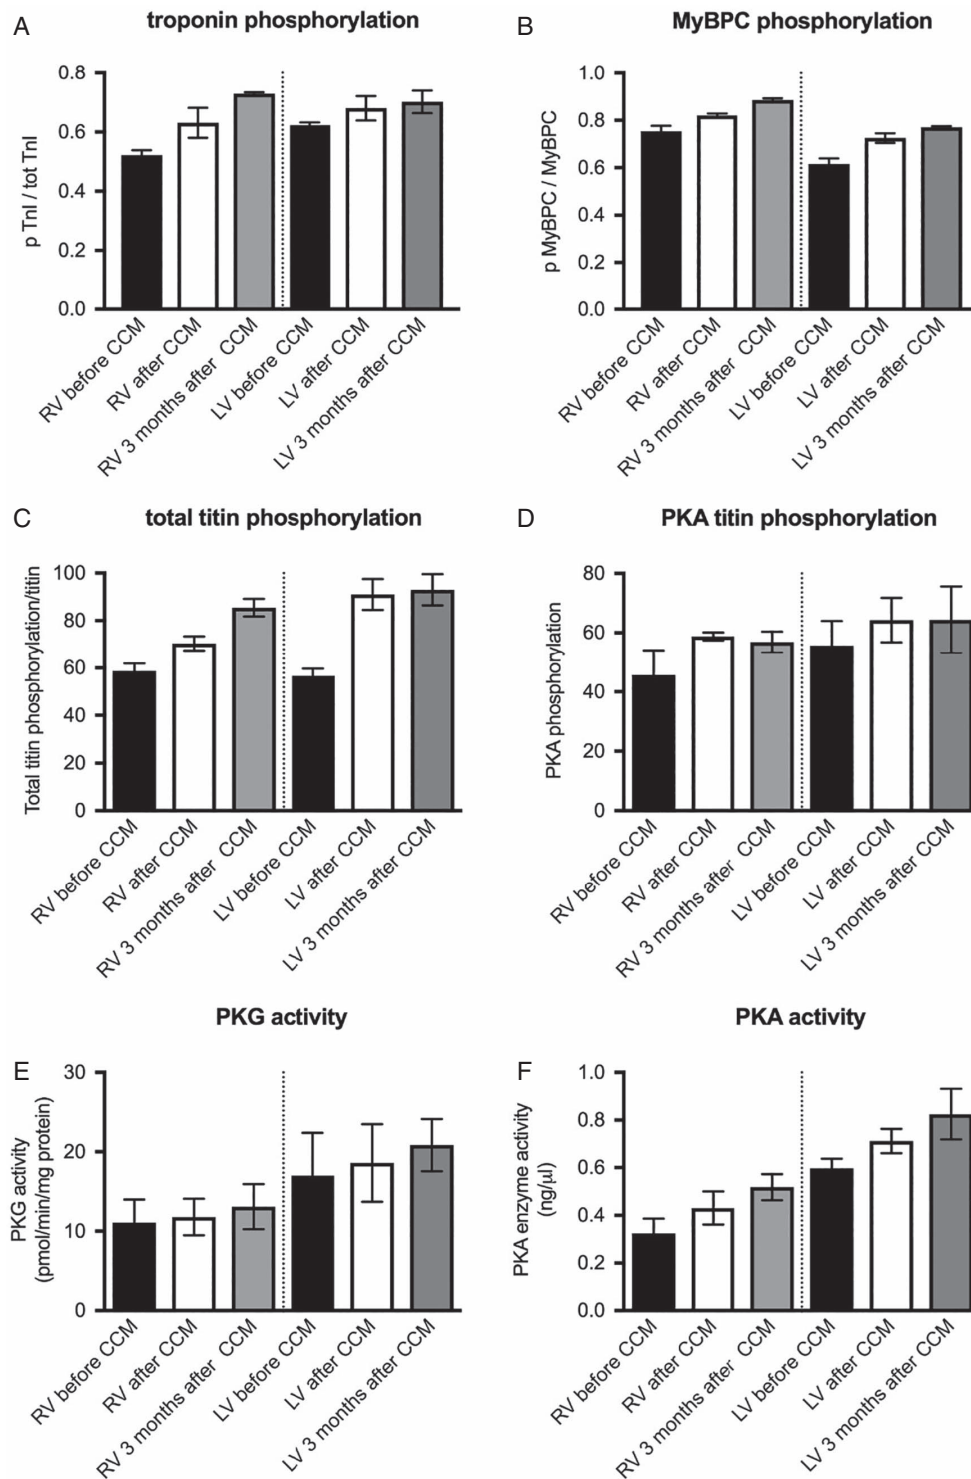 A
troponin phosphorylation
p TnI / tot TnI
0.8
0.6
0.4
0.2
0.0
RV before CCM
RV after CCM
RV 3 months after CCM
LV before CCM
LV after CCM
LV 3 months after CCM
B
MyBPC phosphorylation
p MyBPC / MyBPC
1.0
0.8
0.6
0.4
0.2
0.0
RV before CCM
RV after CCM
RV 3 months after CCM
LV before CCM
LV after CCM
LV 3 months after CCM
C
total titin phosphorylation
Total titin phosphorylation/titin
100
80
60
40
20
0
RV before CCM
RV after CCM
RV 3 months after CCM
LV before CCM
LV after CCM
LV 3 months after CCM
D
PKA titin phosphorylation
PKA phosphorylation
80
60
40
20
0
RV before CCM
RV after CCM
RV 3 months after CCM
LV before CCM
LV after CCM
LV 3 months after CCM
PKG activity
E
PKG activity
(pmol/min/mg protein)
30
20
10
0
RV before CCM
RV after CCM
RV 3 months after CCM
LV before CCM
LV after CCM
LV 3 months after CCM
PKA activity
F
PKA enzyme activity
(ng/μl)
1.0
0.8
0.6
0.4
0.2
0.0
RV before CCM
RV after CCM
RV 3 months after CCM
LV before CCM
LV after CCM
LV 3 months after CCM